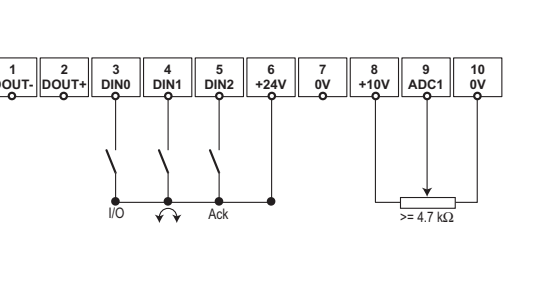 1 2 3 4 5 6 7 8 9 10
OUT- DOUT+ DIN0 DIN1 DIN2 +24V 0V +10V ADC1 0V
I/O Ack >= 4.7 kΩ